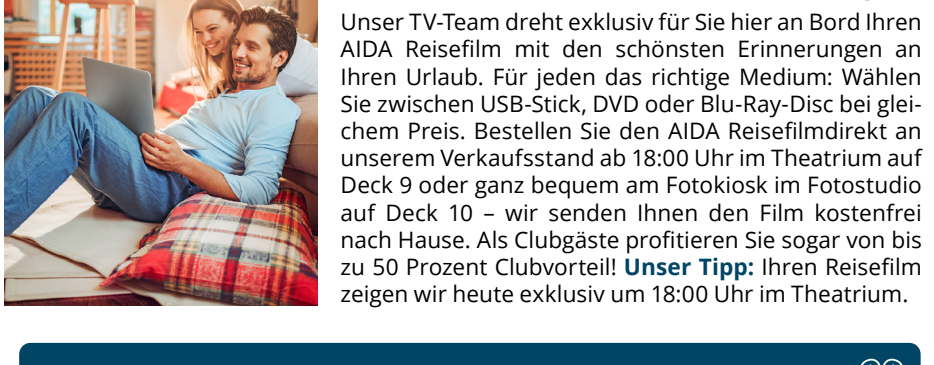 Unser TV-Team dreht exklusiv für Sie hier an Bord Ihren
AIDA Reisefilm mit den schönsten Erinnerungen an
Ihren Urlaub. Für jeden das richtige Medium: Wählen
Sie zwischen USB-Stick, DVD oder Blu-Ray-Disc bei glei-
chem Preis. Bestellen Sie den AIDA Reisefilmdirekt an
unserem Verkaufsstand ab 18:00 Uhr im Theatrium auf
Deck 9 oder ganz bequem am Fotokiosk im Fotostudio
auf Deck 10 – wir senden Ihnen den Film kostenfrei
nach Hause. Als Clubgäste profitieren Sie sogar von bis
zu 50 Prozent Clubvorteil! Unser Tipp: Ihren Reisefilm
zeigen wir heute exklusiv um 18:00 Uhr im Theatrium.